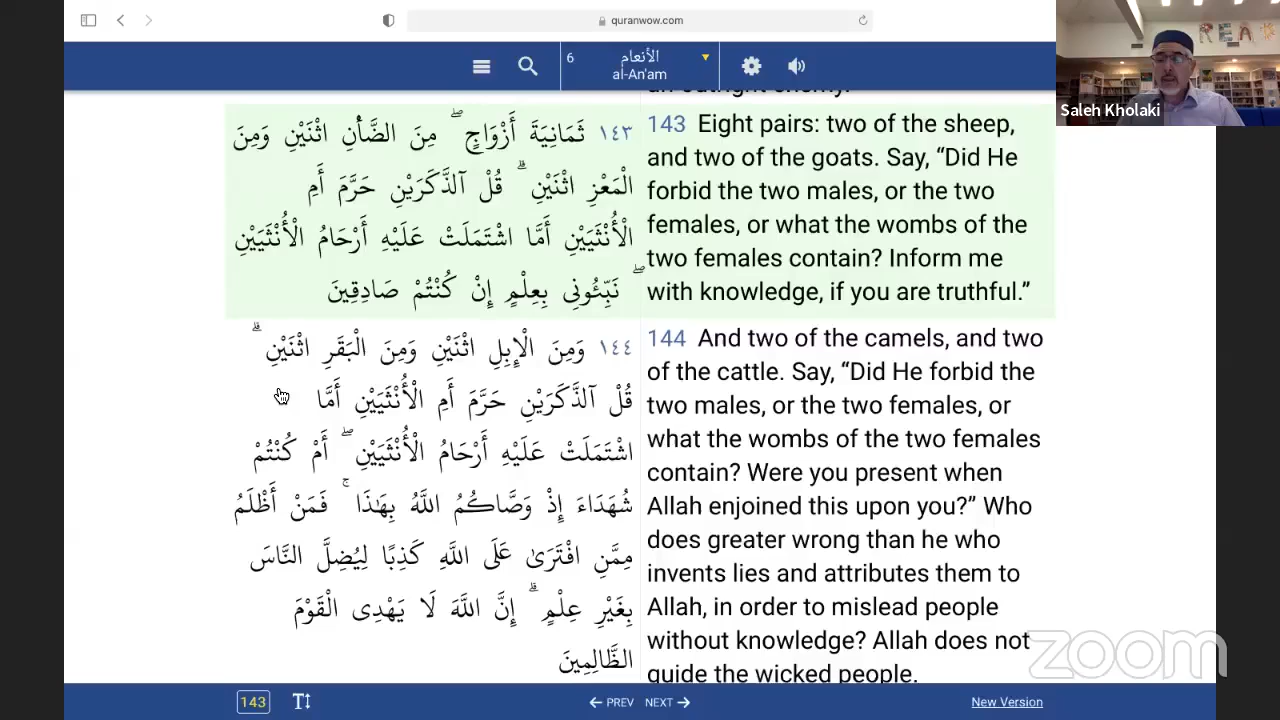 quranwow.com
6
الأنعام
al-An'am
Saleh Kholaki
an outright enemy.
١٤٣ ثَمَانِيَةَ أَزْوَاجٍ ۖ مِنَ الضَّأْنِ اثْنَيْنِ وَمِنَ
الْمَعْزِ اثْنَيْنِ ۗ قُلْ آلذَّكَرَيْنِ حَرَّمَ أَمِ
الْأُنْثَيَيْنِ أَمَّا اشْتَمَلَتْ عَلَيْهِ أَرْحَامُ الْأُنْثَيَيْنِ
ۖ نَبِّئُونِى بِعِلْمٍ إِنْ كُنْتُمْ صَادِقِينَ
143 Eight pairs: two of the sheep,
and two of the goats. Say, “Did He
forbid the two males, or the two
females, or what the wombs of the
two females contain? Inform me
with knowledge, if you are truthful.”
١٤٤ وَمِنَ الْإِبِلِ اثْنَيْنِ وَمِنَ الْبَقَرِ اثْنَيْنِ ۗ
قُلْ آلذَّكَرَيْنِ حَرَّمَ أَمِ الْأُنْثَيَيْنِ أَمَّا
اشْتَمَلَتْ عَلَيْهِ أَرْحَامُ الْأُنْثَيَيْنِ ۖ أَمْ كُنْتُمْ
شُهَدَاءَ إِذْ وَصَّاكُمُ اللَّهُ بِهَٰذَا ۚ فَمَنْ أَظْلَمُ
مِمَّنِ افْتَرَىٰ عَلَى اللَّهِ كَذِبًا لِيُضِلَّ النَّاسَ
بِغَيْرِ عِلْمٍ ۗ إِنَّ اللَّهَ لَا يَهْدِى الْقَوْمَ
الظَّالِمِينَ
144 And two of the camels, and two
of the cattle. Say, “Did He forbid the
two males, or the two females, or
what the wombs of the two females
contain? Were you present when
Allah enjoined this upon you?” Who
does greater wrong than he who
invents lies and attributes them to
Allah, in order to mislead people
without knowledge? Allah does not
guide the wicked people.
zoom
143
T
PREV NEXT
New Version